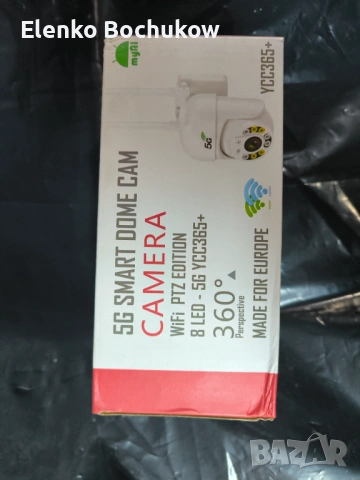 Elenko Bochukow
myAi
YCC365+
5G
5G SMART DOME CAM
CAMERA
WiFi PTZ EDITION
8 LED - 5G YCC365+
360°
Perspective
MADE FOR EUROPE
BAZAR